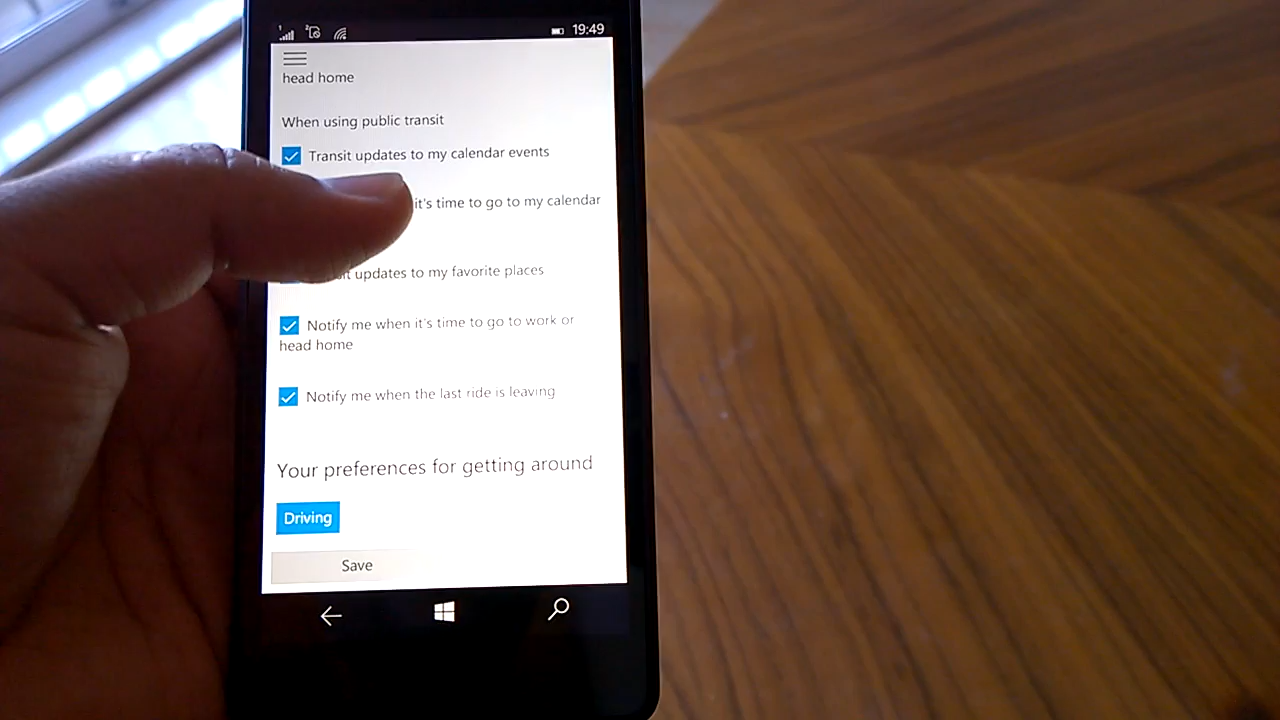 19:49
head home
When using public transit
Transit updates to my calendar events
it's time to go to my calendar
updates to my favorite places
Notify me when it's time to go to work or
head home
Notify me when the last ride is leaving
Your preferences for getting around
Driving
Save